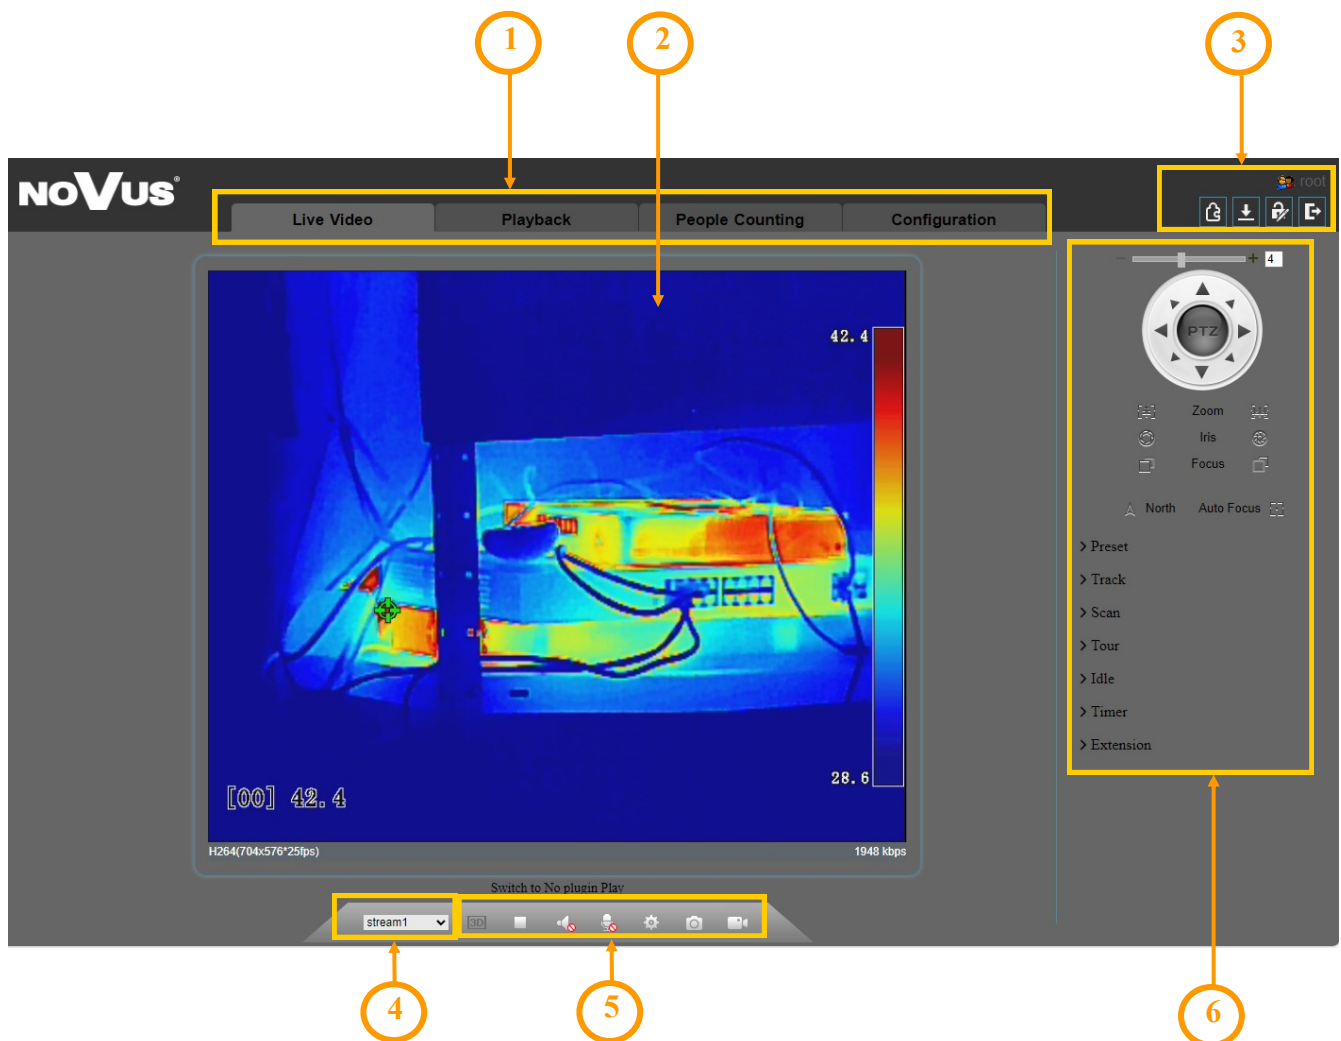 1
2
3
NOVUS®
root
Live Video
Playback
People Counting
Configuration
4
PTZ
Zoom
Iris
Focus
North
Auto Focus
> Preset
> Track
> Scan
> Tour
> Idle
> Timer
> Extension
42.4
28.6
[00] 42.4
H264(704x576*25fps)
1948 kbps
Switch to No plugin Play
stream1
3D
4
5
6